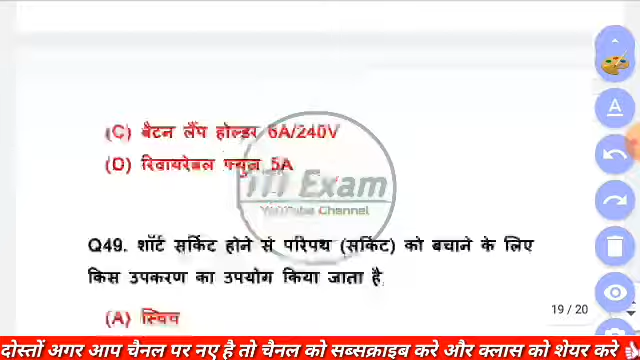 (C) बैटन लैंप होल्डर 6A/240V
(D) रिवायरेबल फ्युज 5A
ITI Exam
YouTube Channel
Q49. शॉर्ट सर्किट होने से परिपथ (सर्किट) को बचाने के लिए
किस उपकरण का उपयोग किया जाता है
(A) स्विच
19 / 20
दोस्तों अगर आप चैनल पर नए है तो चैनल को सब्सक्राइब करे और क्लास को शेयर करे